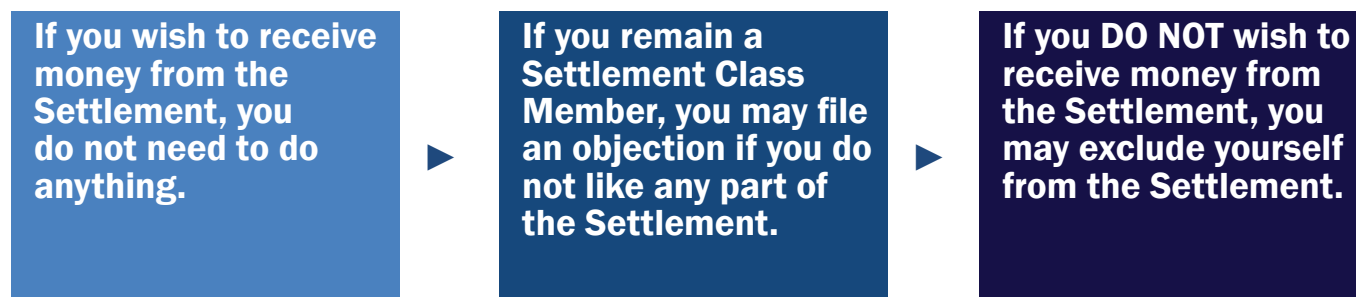 If you wish to receive
money from the
Settlement, you
do not need to do
anything.
If you remain a
Settlement Class
Member, you may file
an objection if you do
not like any part of
the Settlement.
If you DO NOT wish to
receive money from
the Settlement, you
may exclude yourself
from the Settlement.